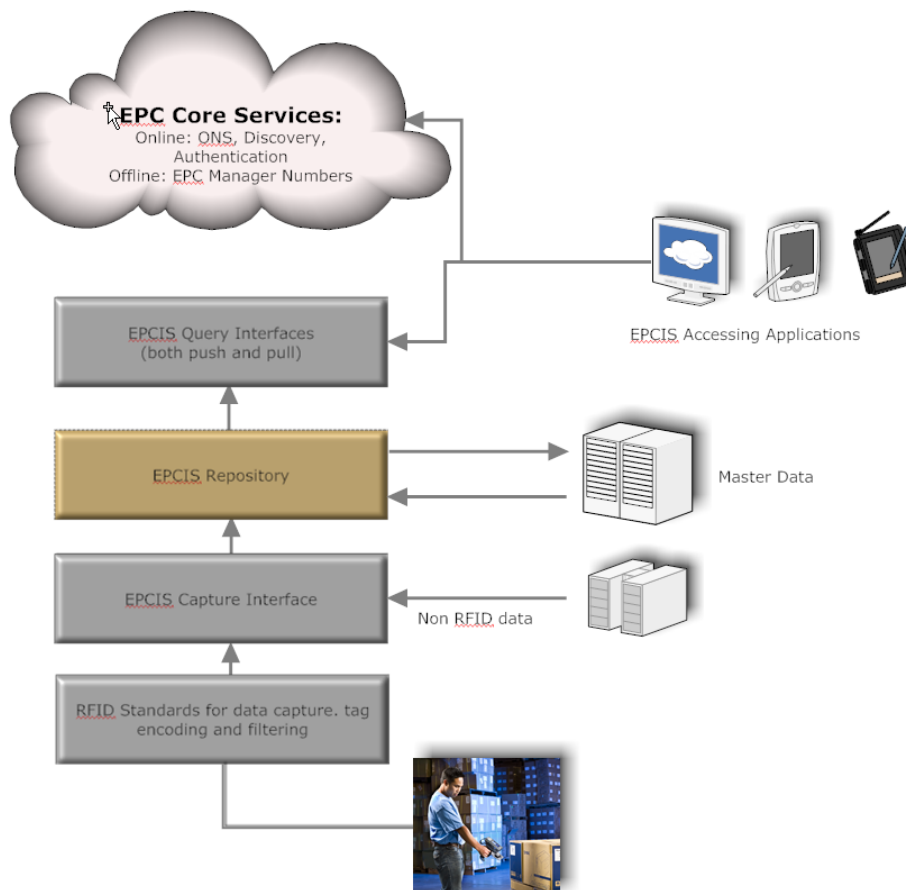 EPC Core Services:
Online: ONS, Discovery,
Authentication
Offline: EPC Manager Numbers
EPCIS Accessing Applications
EPCIS Query Interfaces
(both push and pull)
EPCIS Repository
Master Data
EPCIS Capture Interface
Non RFID data
RFID Standards for data capture. tag
encoding and filtering